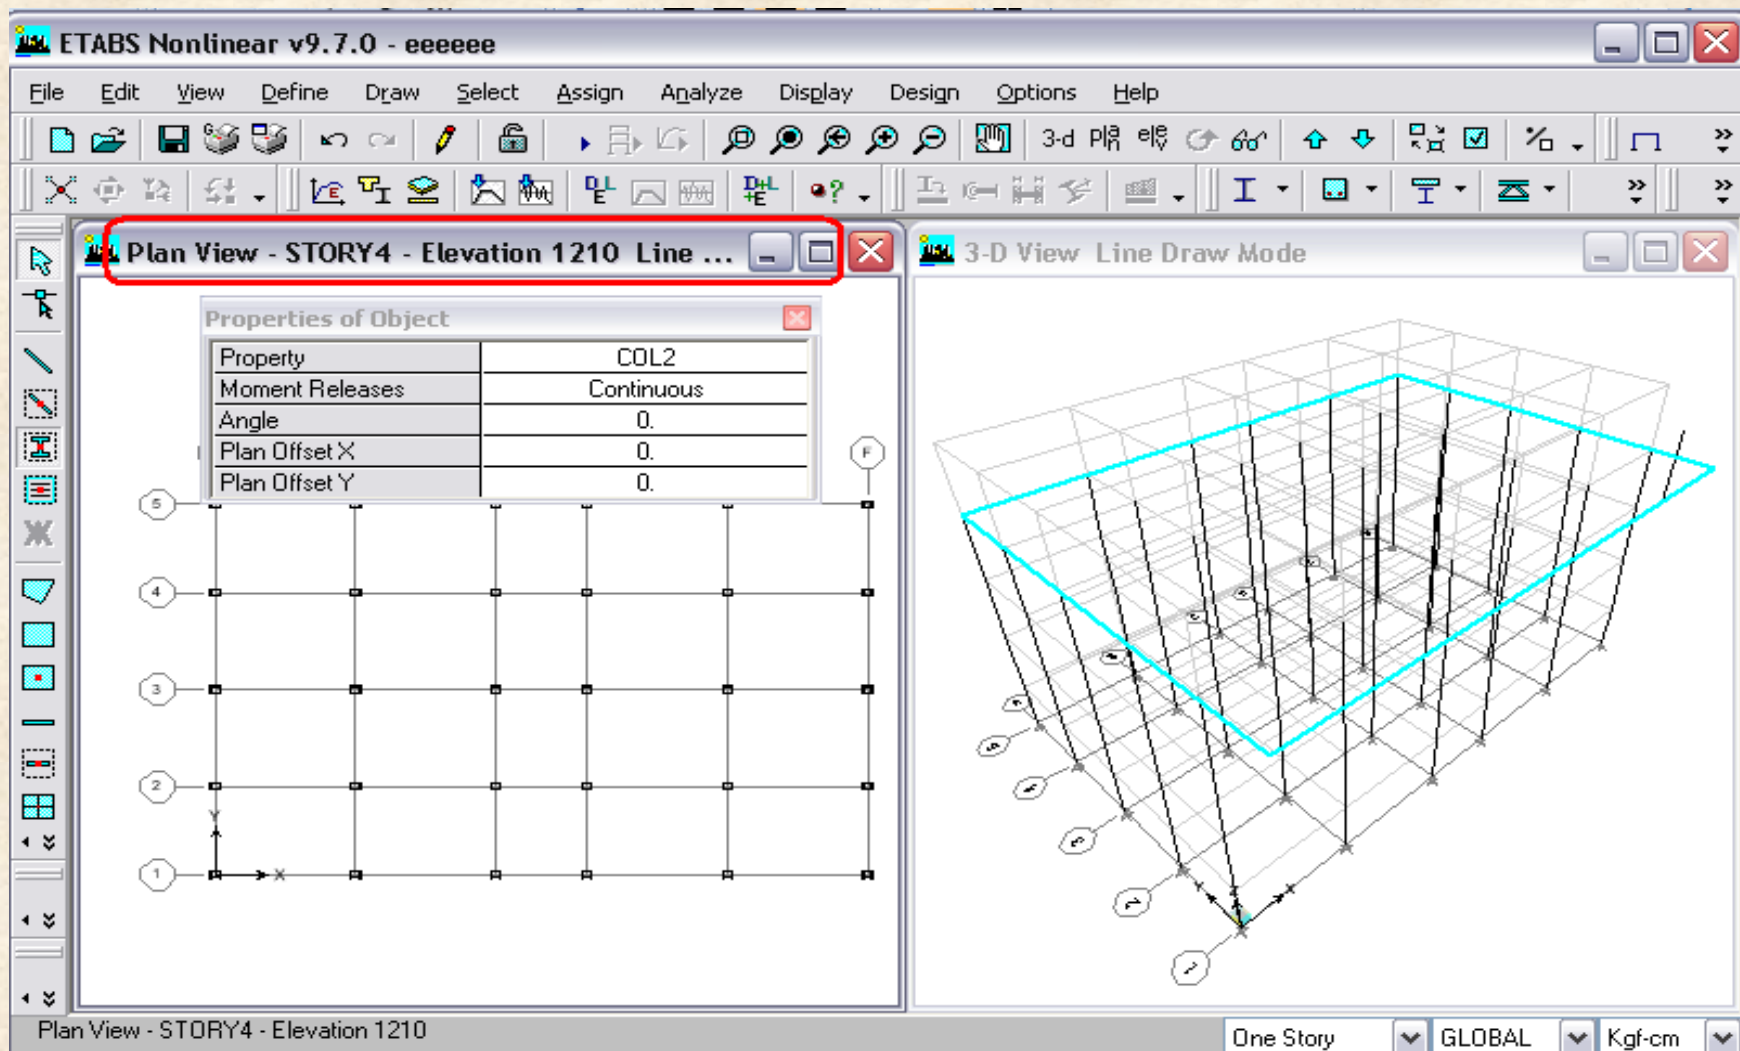 ETABS Nonlinear v9.7.0 - eeeeee
File Edit View Define Draw Select Assign Analyze Display Design Options Help
3-d
Plan View - STORY4 - Elevation 1210 Line ...
3-D View Line Draw Mode
Properties of Object
Property COL2
Moment Releases Continuous
Angle 0.
Plan Offset X 0.
Plan Offset Y 0.
F
5
4
3
2
1
Y
X
Plan View - STORY4 - Elevation 1210
One Story GLOBAL Kgf-cm